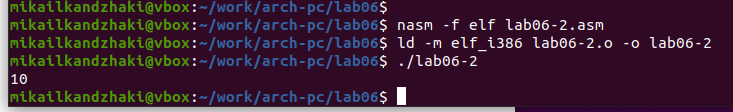 mikailkandzhaki@vbox:~/work/arch-pc/lab06$
mikailkandzhaki@vbox:~/work/arch-pc/lab06$ nasm -f elf lab06-2.asm
mikailkandzhaki@vbox:~/work/arch-pc/lab06$ ld -m elf_i386 lab06-2.o -o lab06-2
mikailkandzhaki@vbox:~/work/arch-pc/lab06$ ./lab06-2
10
mikailkandzhaki@vbox:~/work/arch-pc/lab06$